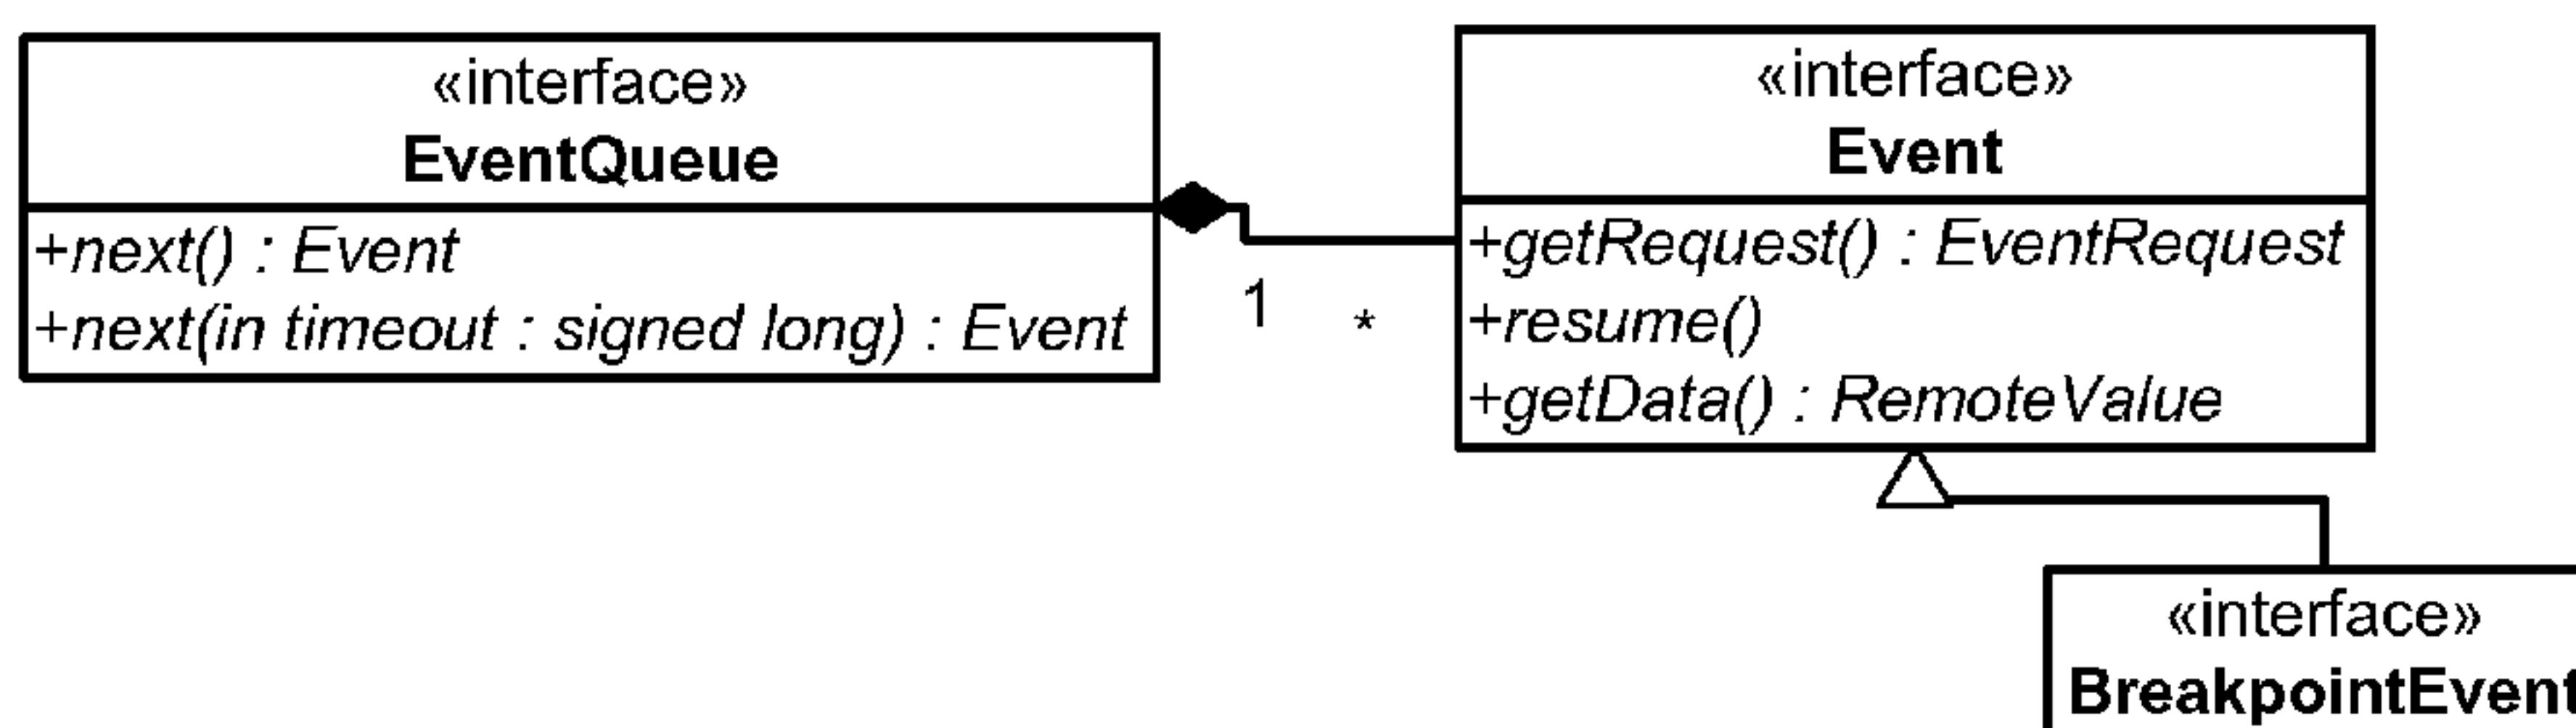 «interface»
EventQueue
+next() : Event
+next(in timeout : signed long) : Event
1
*
«interface»
Event
+getRequest() : EventRequest
+resume()
+getData() : RemoteValue
«interface»
BreakpointEvent